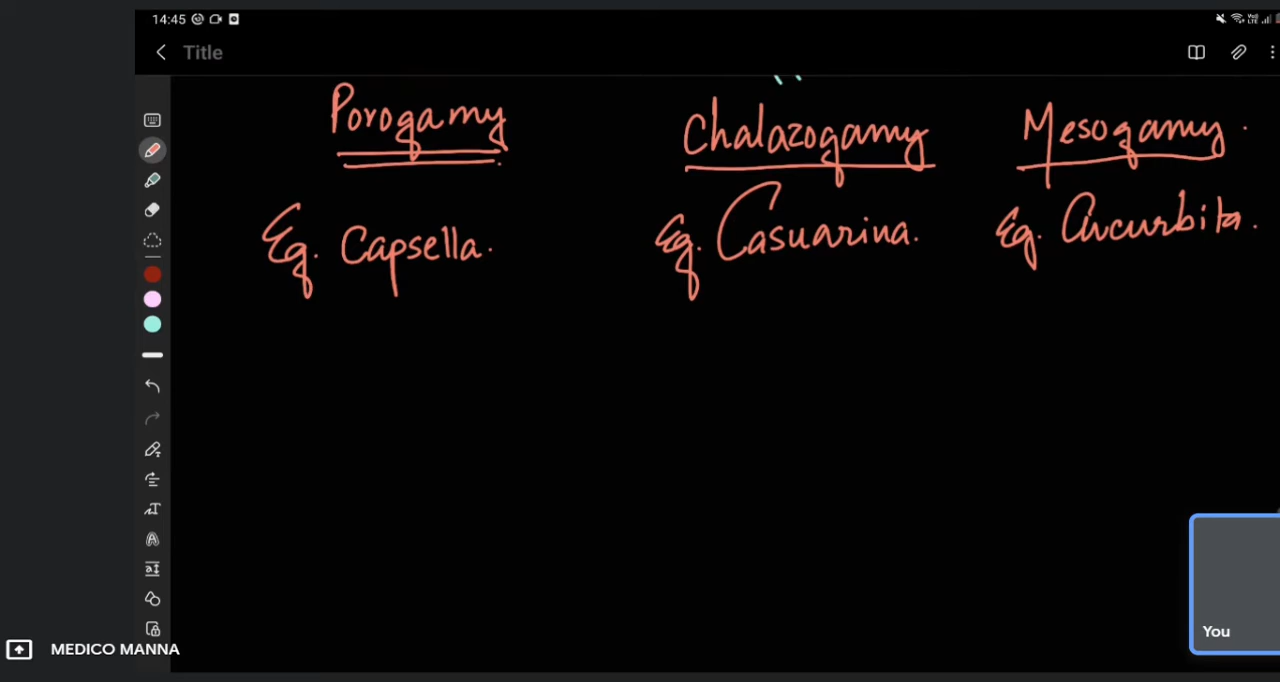 14:45
Title
Porogamy Chalazogamy Mesogamy.
Eg. Capsella. Eg. Casuarina. Eg. Cucurbita.
You
MEDICO MANNA